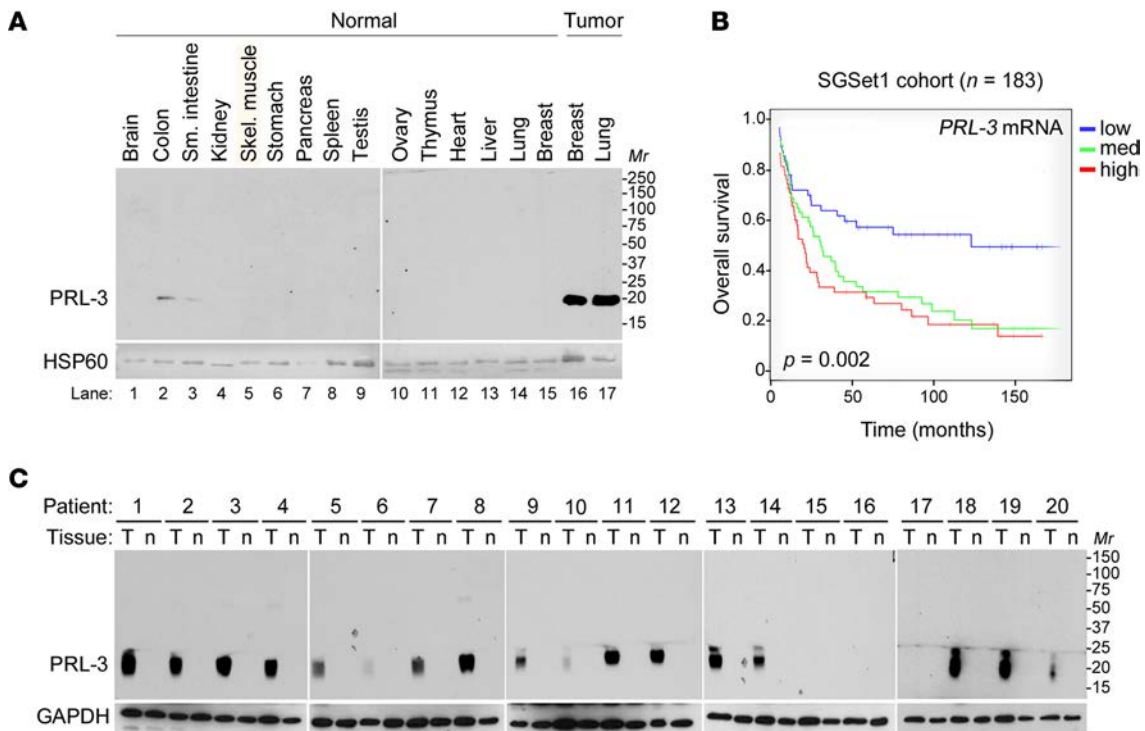 A
Normal
Tumor
Brain
Colon
Sm. intestine
Kidney
Skel. muscle
Stomach
Pancreas
Spleen
Testis
Ovary
Thymus
Heart
Liver
Lung
Breast
Breast
Lung
Mr
-250
-150
-100
-75
-50
-37
-25
-20
-15
PRL-3
HSP60
Lane: 1 2 3 4 5 6 7 8 9 10 11 12 13 14 15 16 17
B
SGSet1 cohort (n = 183)
PRL-3 mRNA
low
med
high
1.0
0.8
0.6
0.4
0.2
0
Overall survival
p = 0.002
0 50 100 150
Time (months)
C
Patient: 1 2 3 4 5 6 7 8 9 10 11 12 13 14 15 16 17 18 19 20
Tissue: T n T n T n T n T n T n T n T n T n T n T n T n T n T n T n T n T n T n T n T n
Mr
-150
-100
-75
-50
-37
-25
-20
-15
PRL-3
GAPDH